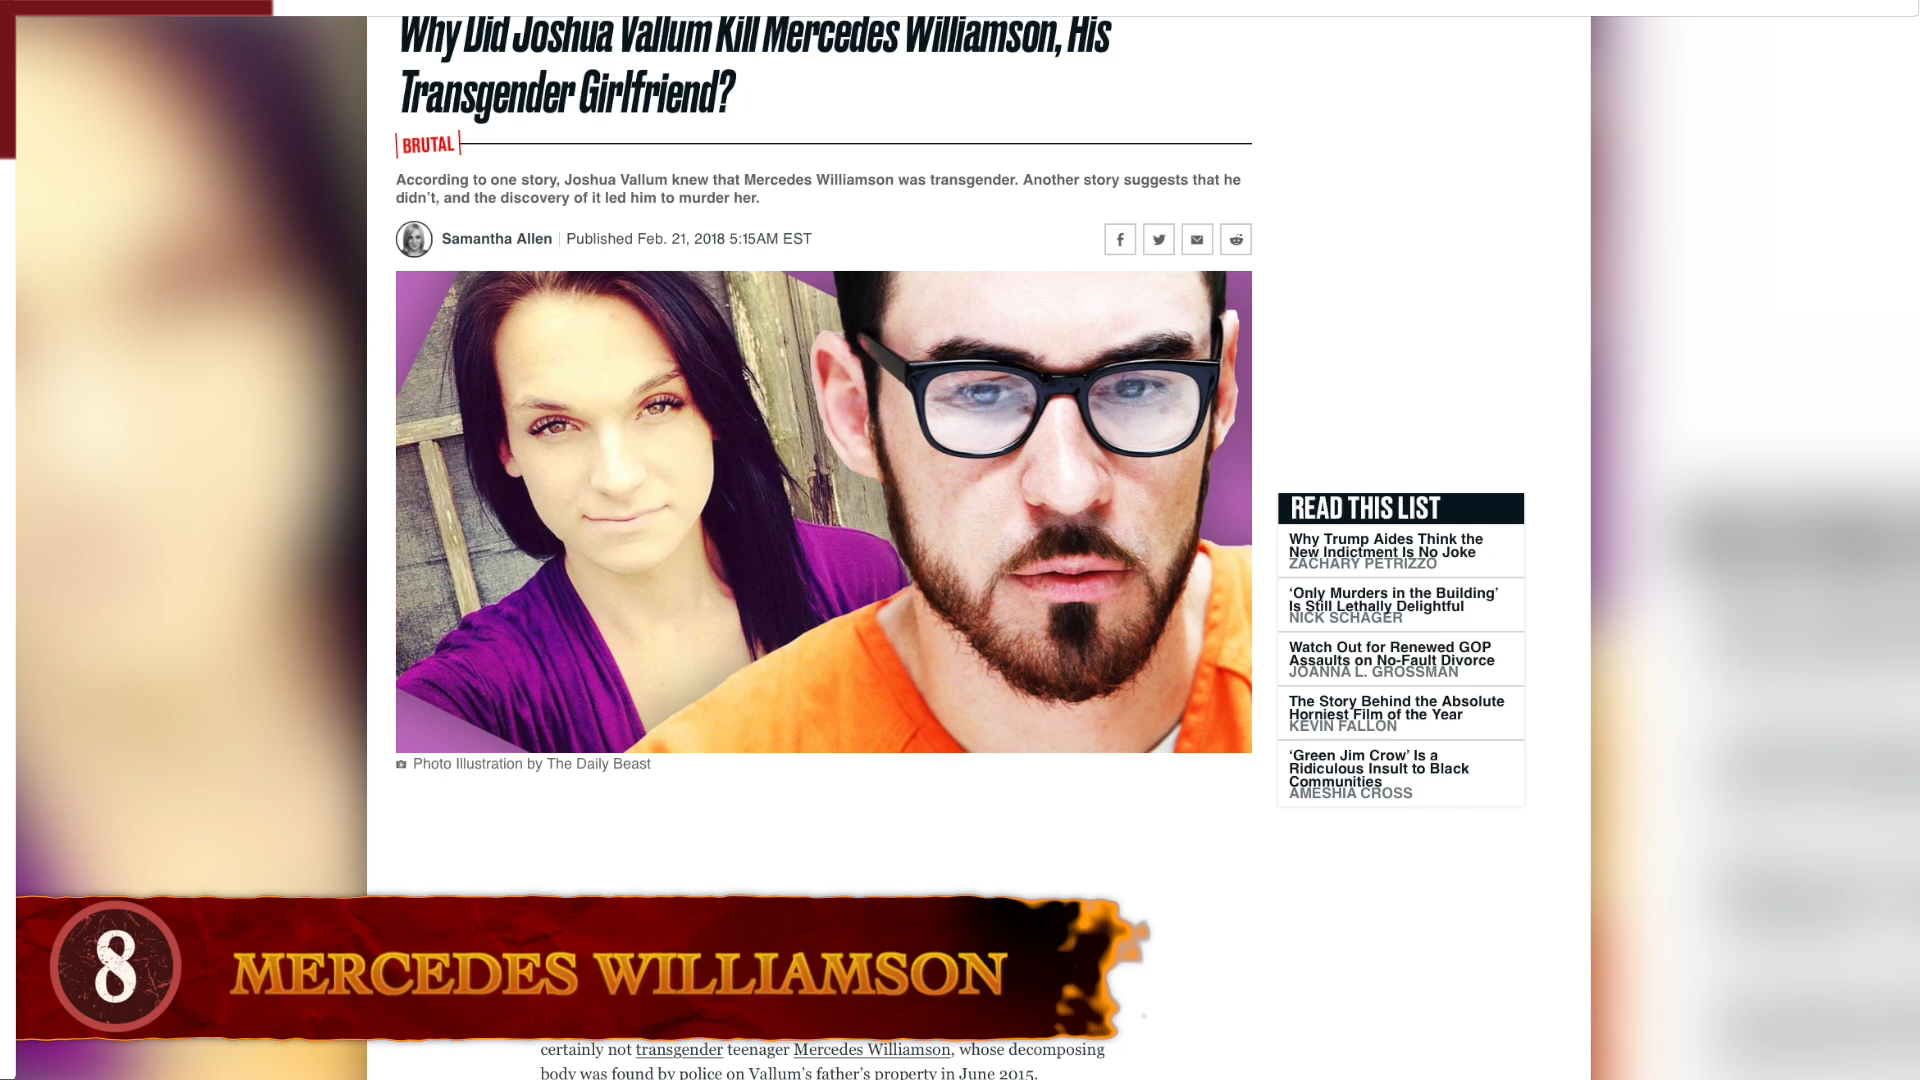 Why Did Joshua Vallum Kill Mercedes Williamson, His
Transgender Girlfriend?
BRUTAL
According to one story, Joshua Vallum knew that Mercedes Williamson was transgender. Another story suggests that he
didn’t, and the discovery of it led him to murder her.
Samantha Allen Published Feb. 21, 2018 5:15AM EST
Photo Illustration by The Daily Beast
READ THIS LIST
Why Trump Aides Think the
New Indictment Is No Joke
ZACHARY PETRIZZO
‘Only Murders in the Building’
Is Still Lethally Delightful
NICK SCHAGER
Watch Out for Renewed GOP
Assaults on No-Fault Divorce
JOANNA L. GROSSMAN
The Story Behind the Absolute
Horniest Film of the Year
KEVIN FALLON
‘Green Jim Crow’ Is a
Ridiculous Insult to Black
Communities
AMESHIA CROSS
8 MERCEDES WILLIAMSON
certainly not transgender teenager Mercedes Williamson, whose decomposing
body was found by police on Vallum’s father’s property in June 2015.